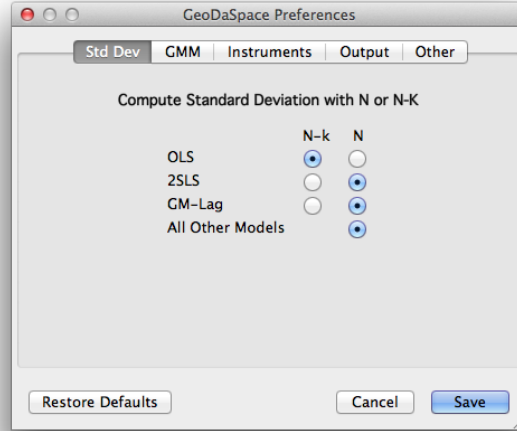 GeoDaSpace Preferences
Std Dev GMM Instruments Output Other
Compute Standard Deviation with N or N-K
N-k N
OLS
2SLS
GM-Lag
All Other Models
Restore Defaults Cancel Save